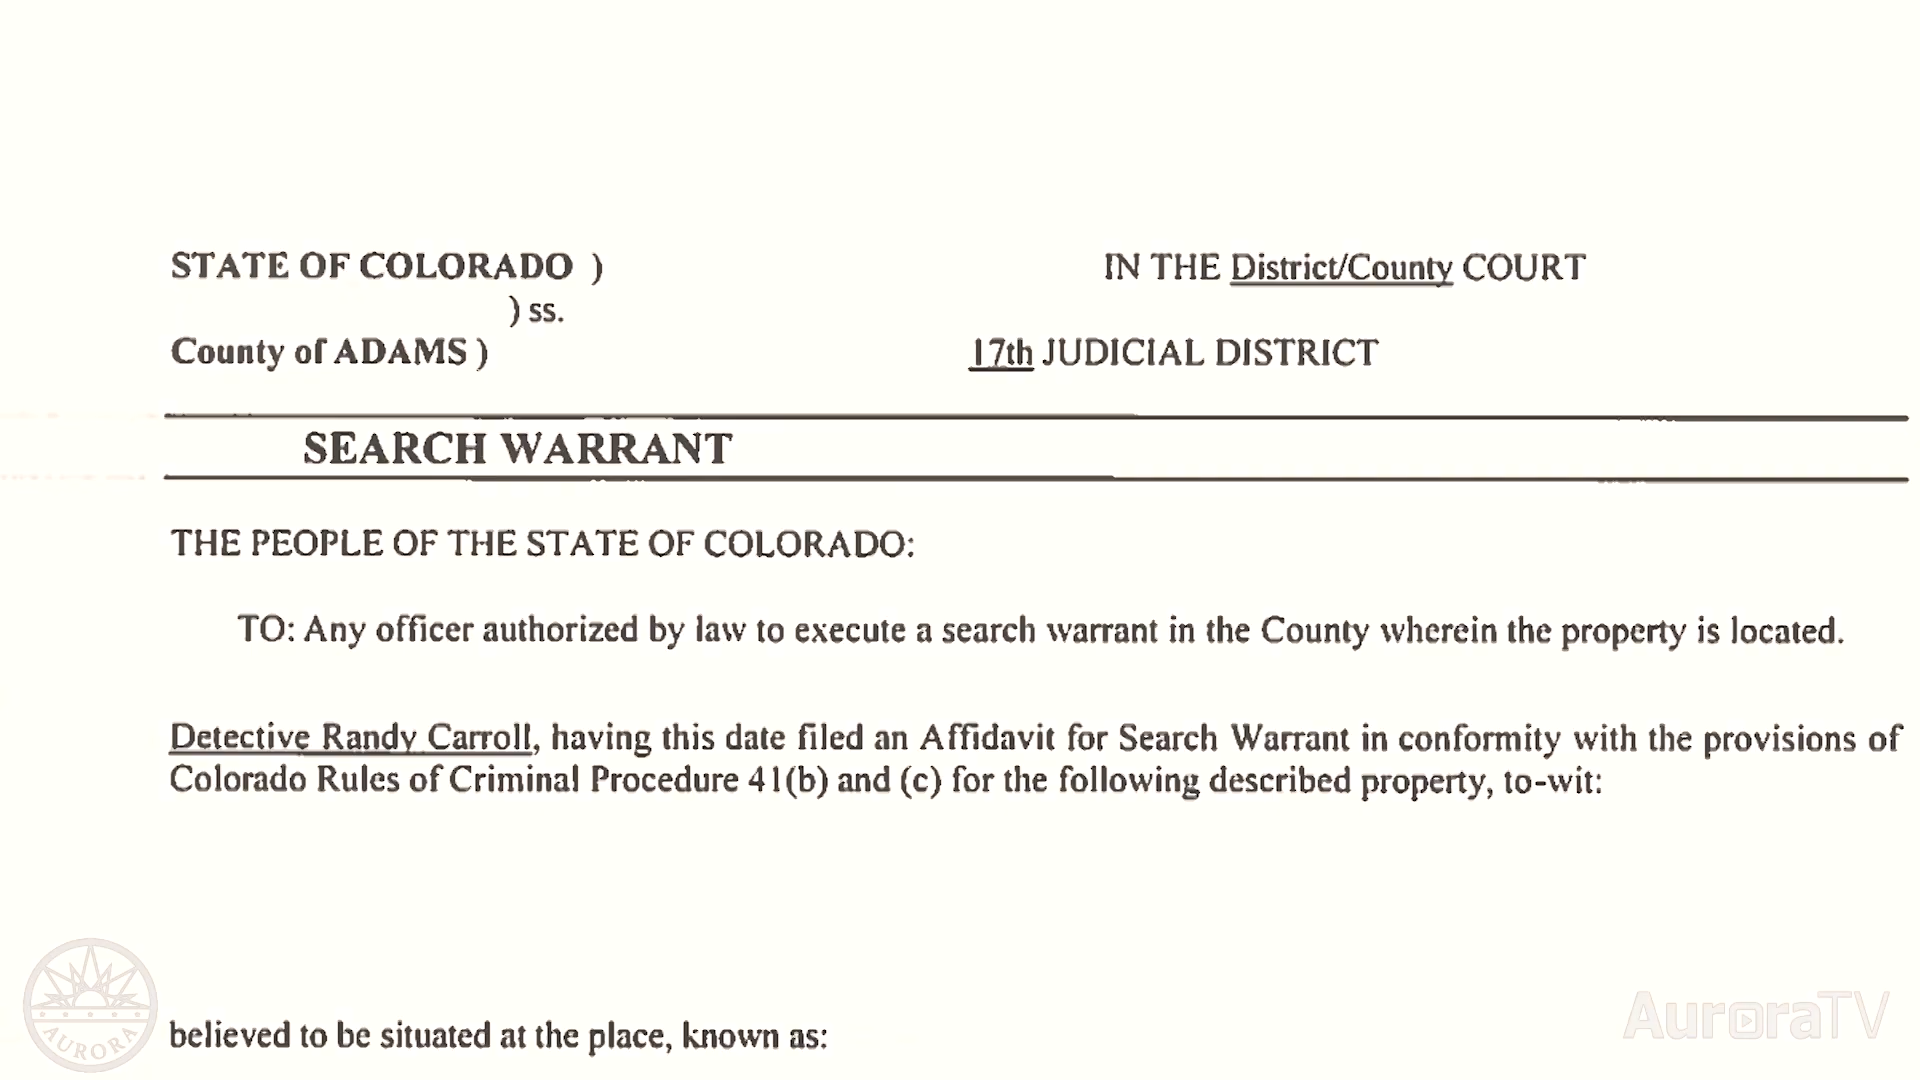 STATE OF COLORADO ) IN THE District/County COURT
) ss.
County of ADAMS ) 17th JUDICIAL DISTRICT
SEARCH WARRANT
THE PEOPLE OF THE STATE OF COLORADO:
TO: Any officer authorized by law to execute a search warrant in the County wherein the property is located.
Detective Randy Carroll, having this date filed an Affidavit for Search Warrant in conformity with the provisions of
Colorado Rules of Criminal Procedure 41(b) and (c) for the following described property, to-wit:
believed to be situated at the place, known as:
AURORA
AuroraTV